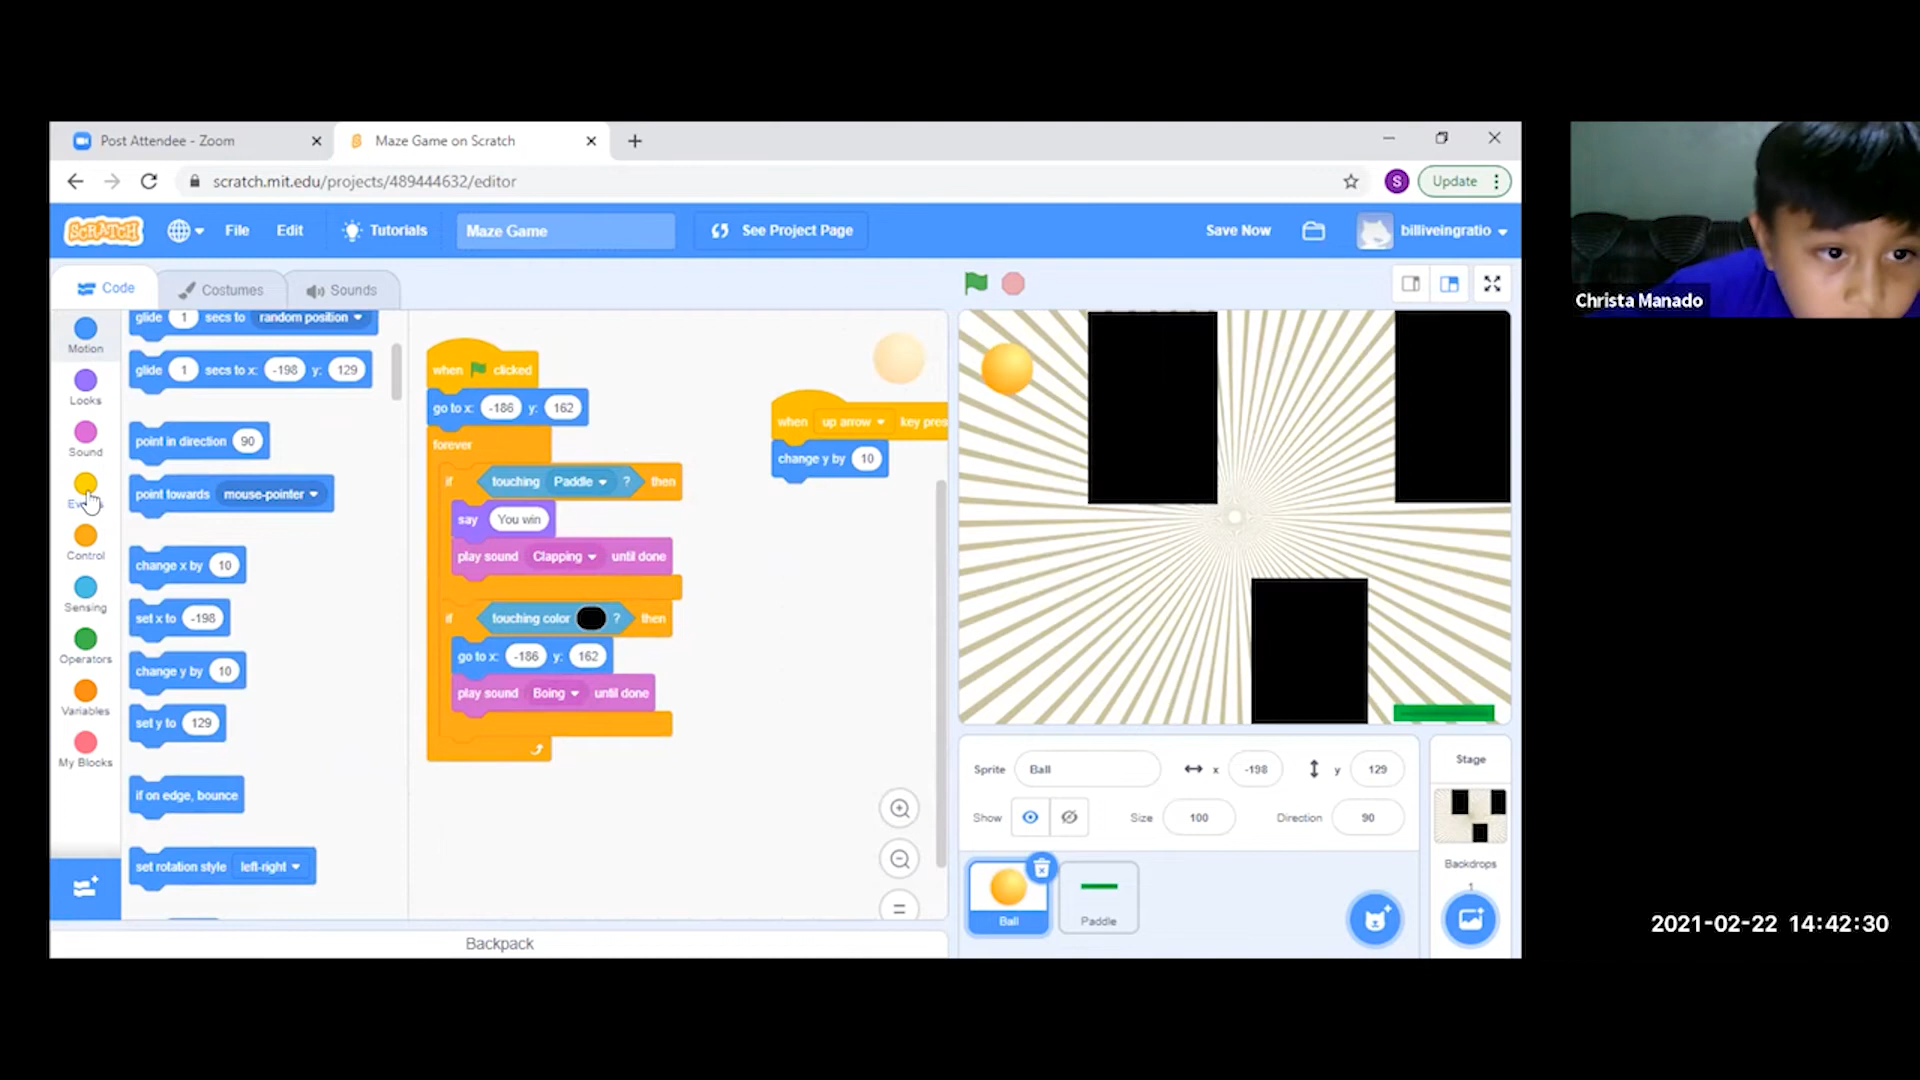 Post Attendee - Zoom
Maze Game on Scratch
scratch.mit.edu/projects/489444632/editor
S
Update
SCRATCH
File
Edit
Tutorials
Maze Game
See Project Page
Save Now
billiveingratio
Code
Costumes
Sounds
Motion
Looks
Sound
Control
Sensing
Operators
Variables
My Blocks
glide 1 secs to random position
glide 1 secs to x: -198 y: 129
point in direction 90
point towards mouse-pointer
change x by 10
set x to -198
change y by 10
set y to 129
if on edge, bounce
set rotation style left-right
when clicked
go to x: -186 y: 162
forever
if touching Paddle ? then
say You win
play sound Clapping until done
if touching color ? then
go to x: -186 y: 162
play sound Boing until done
when up arrow key pres
change y by 10
Backpack
Sprite Ball x -198 y 129
Show Size 100 Direction 90
Ball
Paddle
Stage
Backdrops
1
Christa Manado
2021-02-22 14:42:30